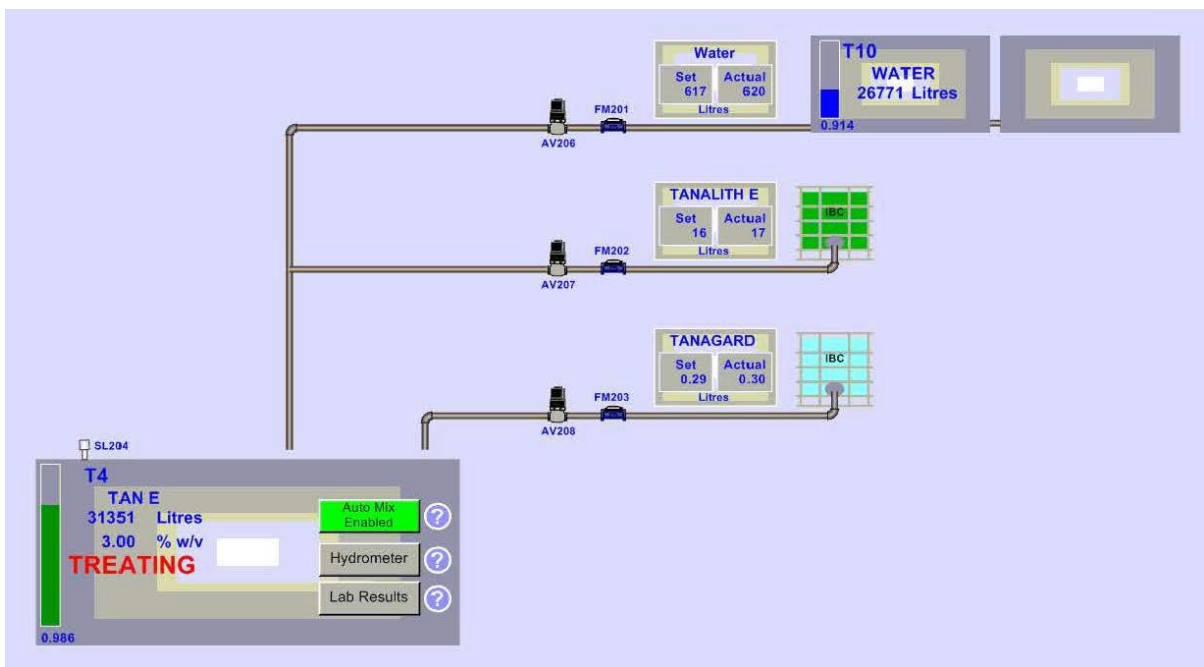 Water
Set Actual
617 620
Litres
T10
WATER
26771 Litres
0.914
FM201
AV206
TANALITH E
Set Actual
16 17
Litres
IBC
FM202
AV207
TANAGARD
Set Actual
0.29 0.30
Litres
IBC
FM203
AV208
SL204
T4
TAN E
31351 Litres
3.00 % w/v
TREATING
0.986
Auto Mix
Enabled
?
Hydrometer
?
Lab Results
?